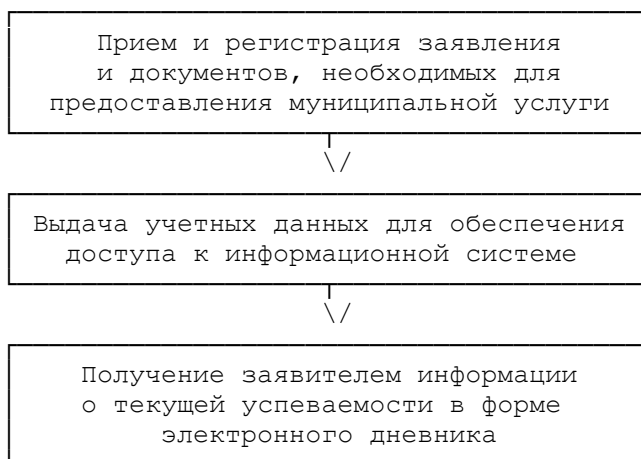 Прием и регистрация заявления
и документов, необходимых для
предоставления муниципальной услуги
\/
Выдача учетных данных для обеспечения
доступа к информационной системе
\/
Получение заявителем информации
о текущей успеваемости в форме
электронного дневника